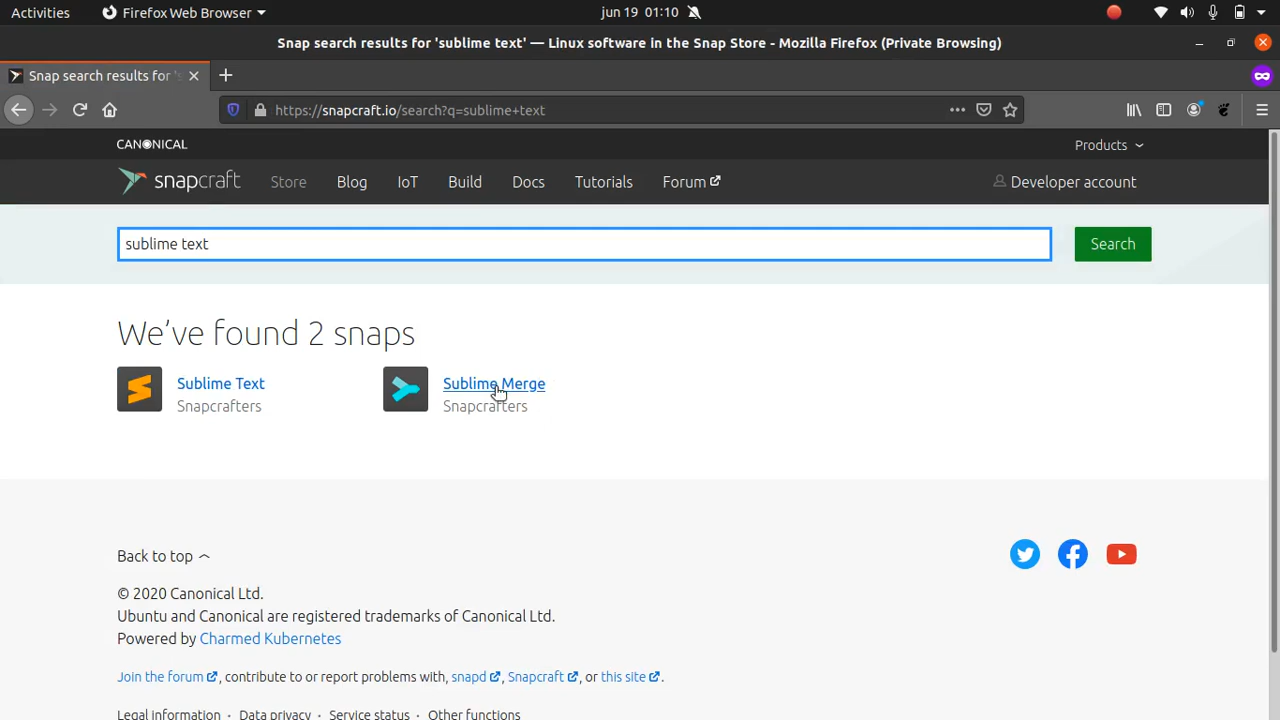 Activities Firefox Web Browser jun 19 01:10
Snap search results for 'sublime text' — Linux software in the Snap Store - Mozilla Firefox (Private Browsing)
Snap search results for 's
https://snapcraft.io/search?q=sublime+text
CANONICAL Products
snapcraft Store Blog IoT Build Docs Tutorials Forum Developer account
sublime text Search
We've found 2 snaps
Sublime Text Sublime Merge
Snapcrafters Snapcrafters
Back to top
© 2020 Canonical Ltd.
Ubuntu and Canonical are registered trademarks of Canonical Ltd.
Powered by Charmed Kubernetes
Join the forum , contribute to or report problems with, snapd , Snapcraft , or this site .
Legal information · Data privacy · Service status · Other functions